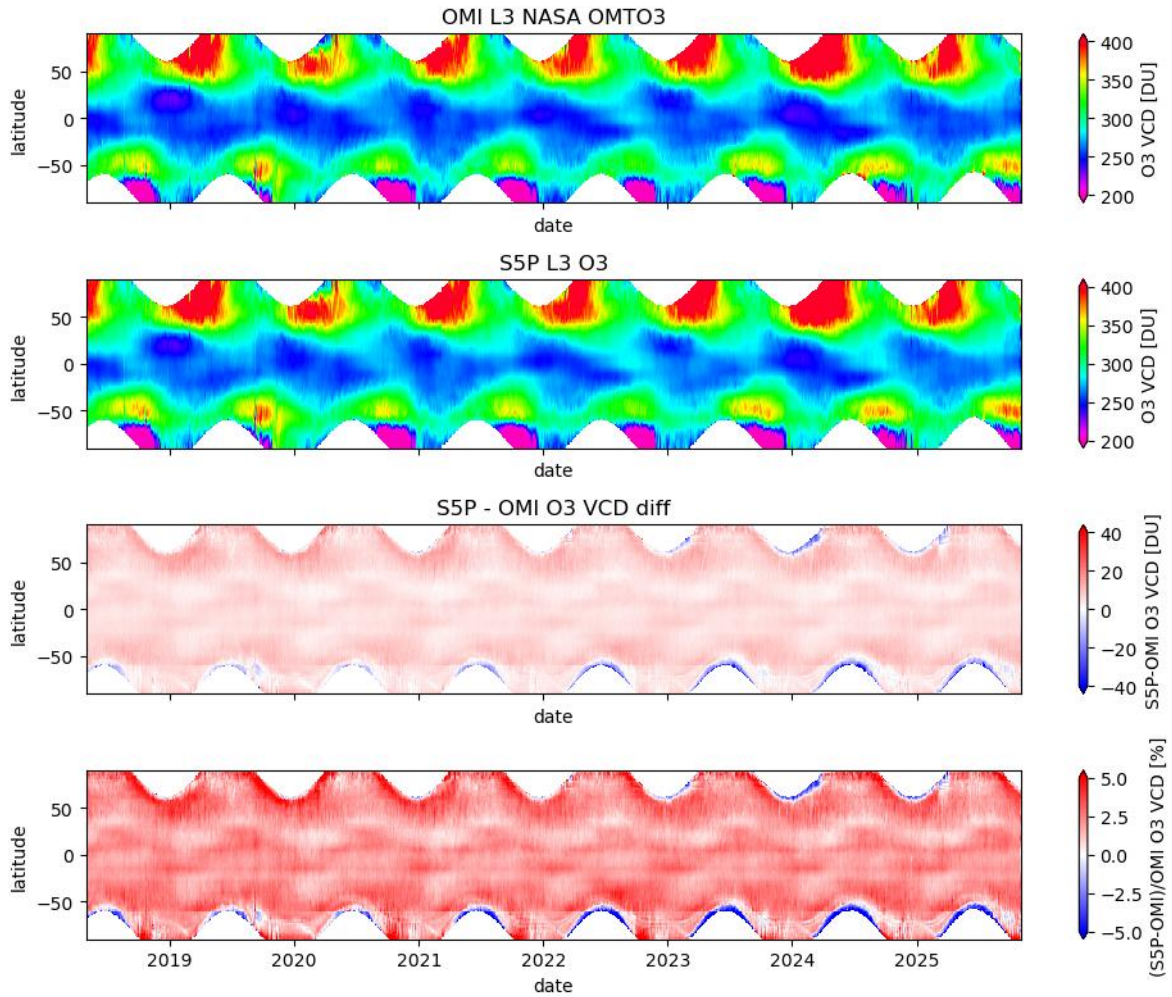 OMI L3 NASA OMTO3
latitude
50
0
−50
date
400
350
300
250
200
O3 VCD [DU]
S5P L3 O3
latitude
50
0
−50
date
400
350
300
250
200
O3 VCD [DU]
S5P - OMI O3 VCD diff
latitude
50
0
−50
date
40
20
0
−20
−40
S5P-OMI O3 VCD [DU]
latitude
50
0
−50
2019 2020 2021 2022 2023 2024 2025
date
5.0
2.5
0.0
−2.5
−5.0
(S5P-OMI)/OMI O3 VCD [%]